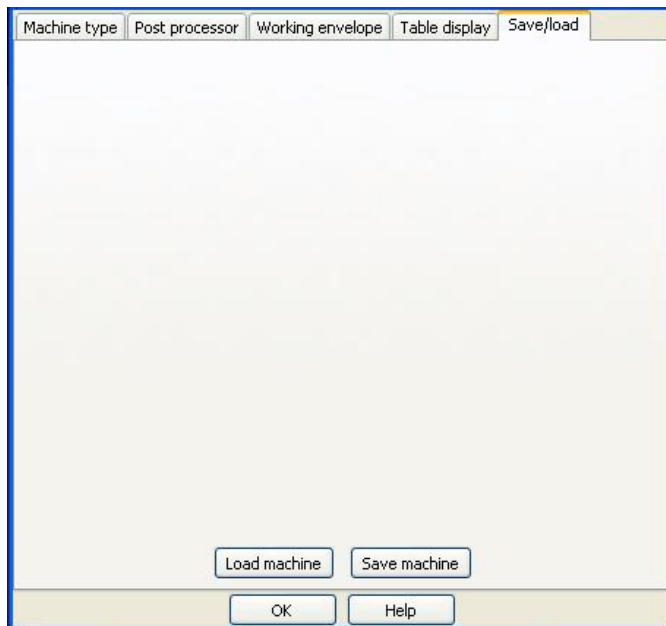 Machine type Post processor Working envelope Table display Save/load
Load machine Save machine
OK Help